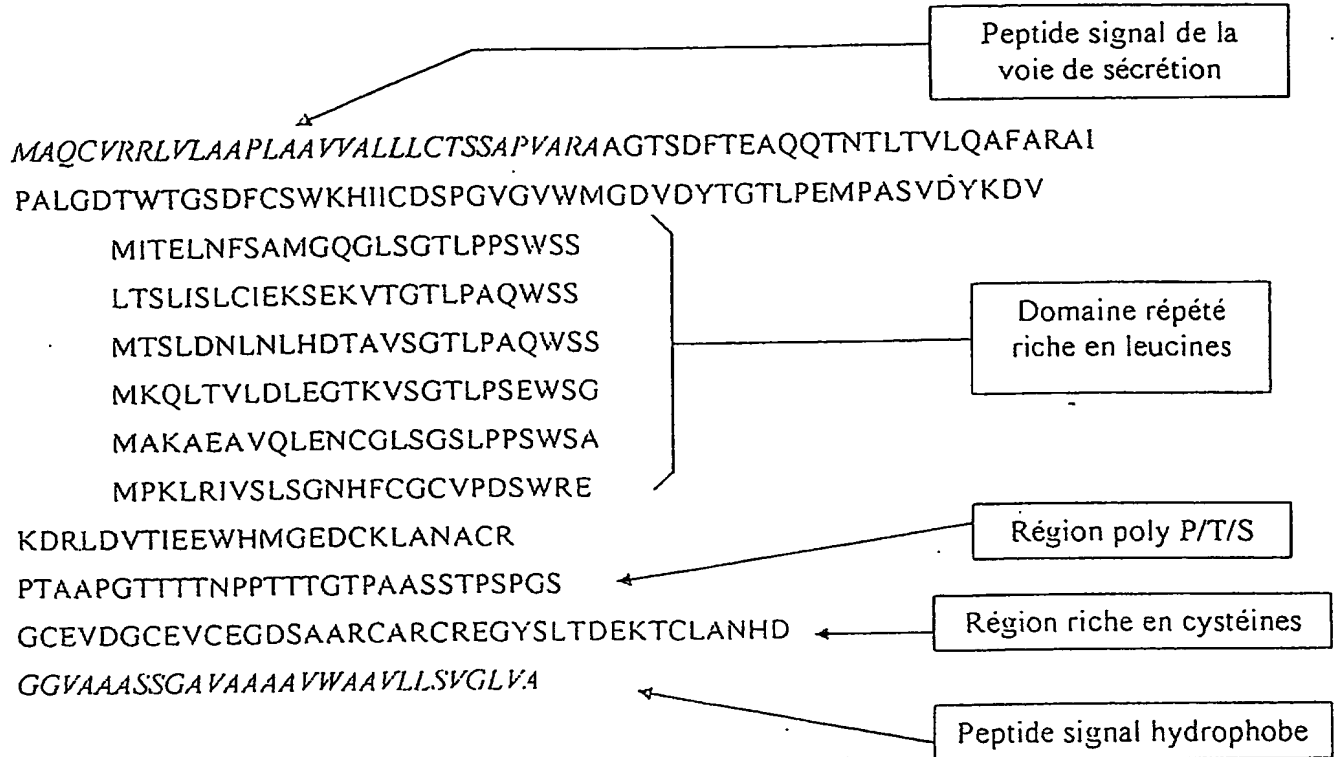 Peptide signal de la
voie de sécrétion
MAQCVRRLVLAAPLAAVVALLLCTSSAPVARAAGTSDFTEAQQTNTLTVLQAFARAI
PALGDTWTGSDFCSWKHIICDSPGVGVWMGDVDYTGTLPEMPASVDYKDV
MITELNFSAMGQGLSGTLPPSWSS
LTSLISLCIEKSEKVTGTLPAQWSS
MTSLDNLNLHDTAVSGTLPAQWSS
MKQLTVLDLEGTKVSGTLPSEWSG
MAKAEAVQLENCGLSGSLPPSWSA
MPKLRIVSLSGNHFCGCVPDSWRE
Domaine répété
riche en leucines
KDRLDVTIEEWHMGEDCKLANACR
Région poly P/T/S
PTAAPGTTTTNPPTTTGTPAASSTPSPGS
GCEVDGCEVCEGDSAARCARCREGYSLTDEKTCLANHD
Région riche en cystéines
GGVAAASSGAVAAAAVWAAVLLSVGLVA
Peptide signal hydrophobe